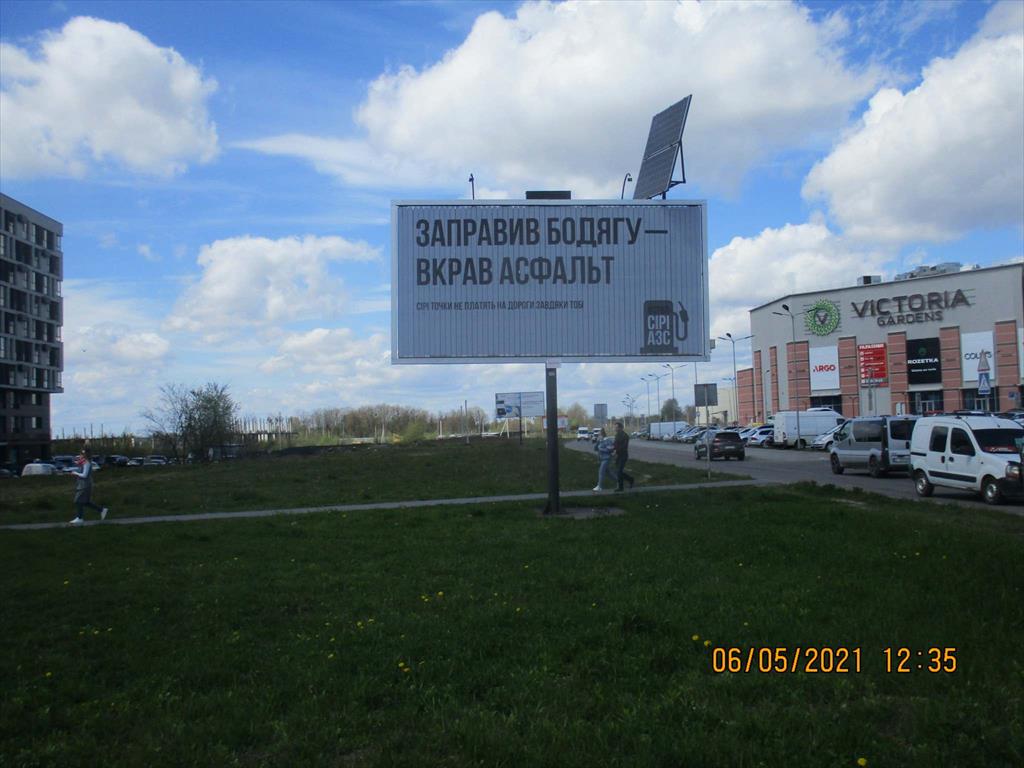 ЗАПРАВИВ БОДЯГУ—
ВКРАВ АСФАЛЬТ
СІРІ ТОЧКИ НЕ ПЛАТЯТЬ НА ДОРОГИ ЗАВДЯКИ ТОБІ
СІРІ
АЗС
VICTORIA
GARDENS
ARGO
ROZETKA
COLIN'S
06/05/2021 12:35